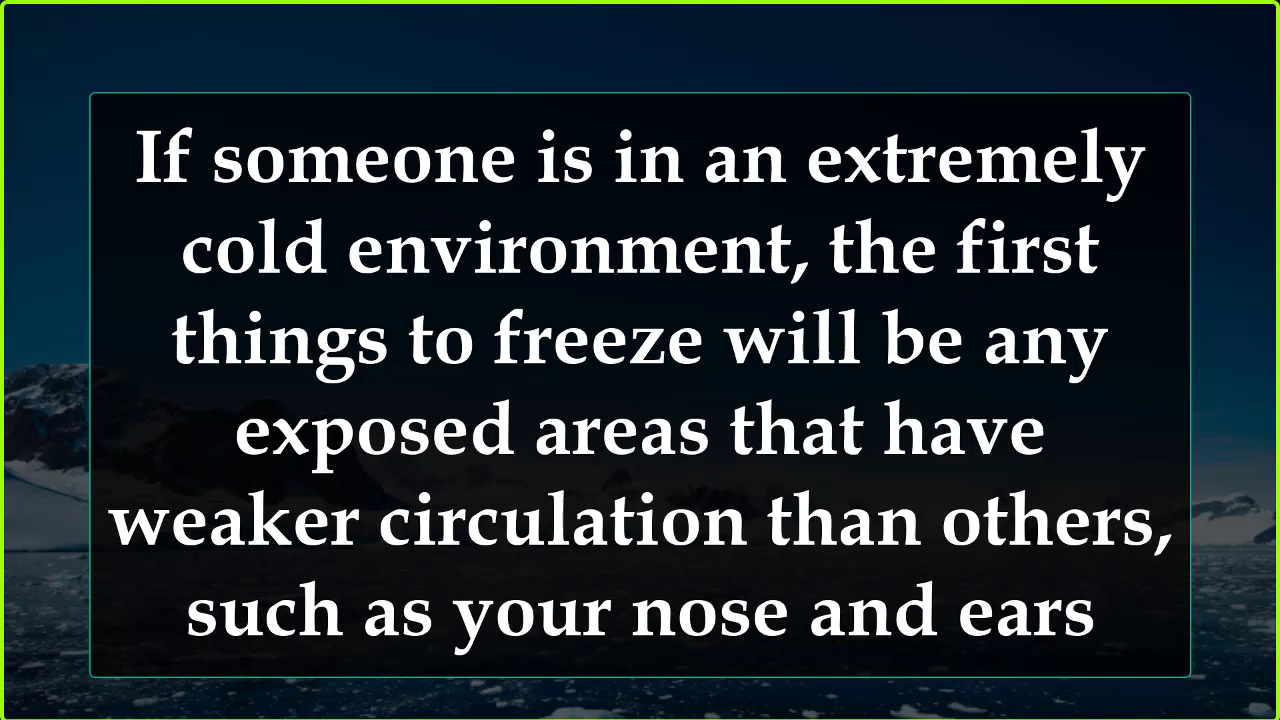 If someone is in an extremely
cold environment, the first
things to freeze will be any
exposed areas that have
weaker circulation than others,
such as your nose and ears